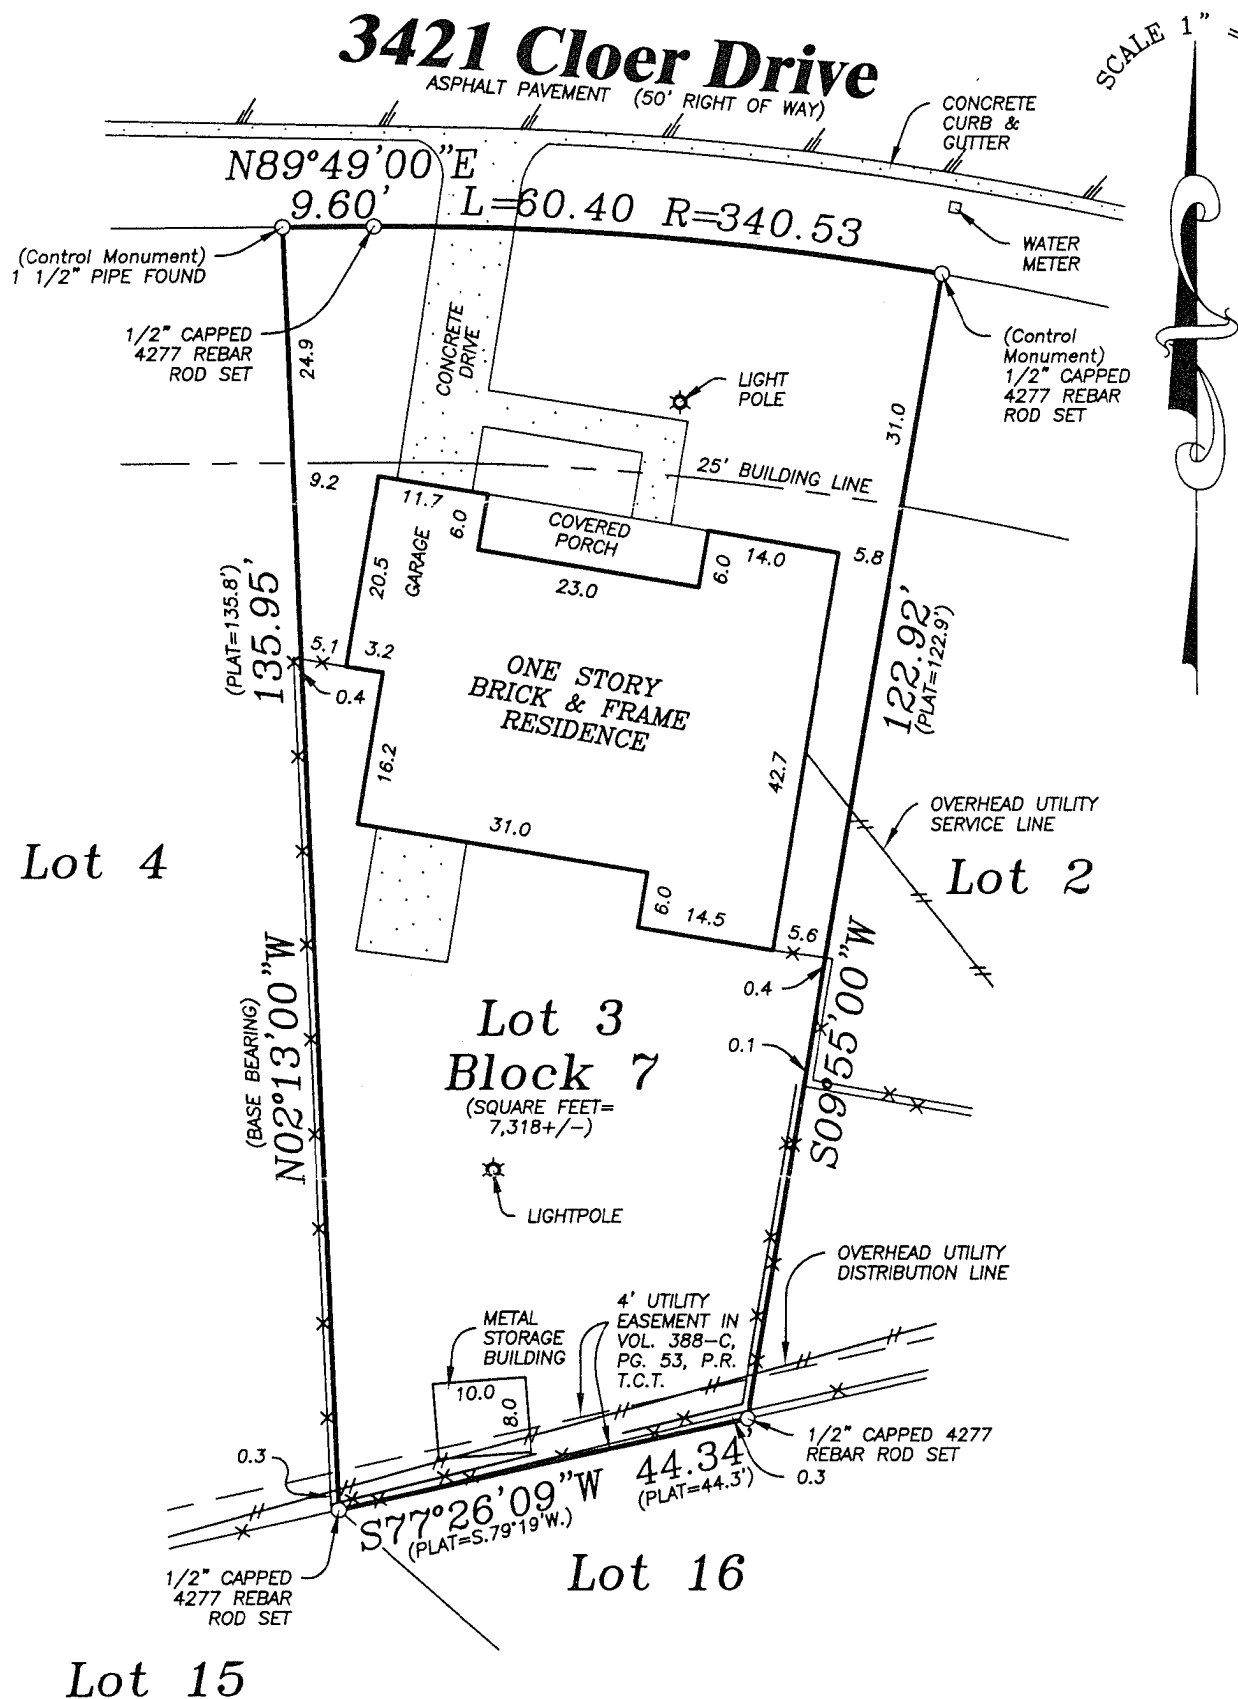 3421 Cloer Drive
ASPHALT PAVEMENT (50' RIGHT OF WAY)
SCALE 1" =
CONCRETE
CURB &
GUTTER
N89°49'00"E
9.60'
L=60.40 R=340.53
WATER
METER
(Control Monument)
1 1/2" PIPE FOUND
1/2" CAPPED
4277 REBAR
ROD SET
24.9
CONCRETE
DRIVE
LIGHT
POLE
(Control
Monument)
1/2" CAPPED
4277 REBAR
ROD SET
31.0
25' BUILDING LINE
9.2
11.7
6.0
COVERED
PORCH
GARAGE
20.5
23.0
6.0
14.0
5.8
135.95'
(PLAT=135.8')
5.1
3.2
0.4
ONE STORY
BRICK & FRAME
RESIDENCE
122.92'
(PLAT=122.9')
16.2
42.7
31.0
OVERHEAD UTILITY
SERVICE LINE
Lot 4
Lot 2
6.0
14.5
5.6
0.4
0.1
(BASE BEARING)
N02°13'00"W
S09°55'00"W
Lot 3
Block 7
(SQUARE FEET=
7,318+/-)
LIGHTPOLE
OVERHEAD UTILITY
DISTRIBUTION LINE
METAL
STORAGE
BUILDING
4' UTILITY
EASEMENT IN
VOL. 388-C,
PG. 53, P.R.
T.C.T.
10.0
8.0
0.3
S77°26'09"W 44.34'
(PLAT=S.79°19'W.) (PLAT=44.3')
1/2" CAPPED 4277
REBAR ROD SET
0.3
1/2" CAPPED
4277 REBAR
ROD SET
Lot 16
Lot 15